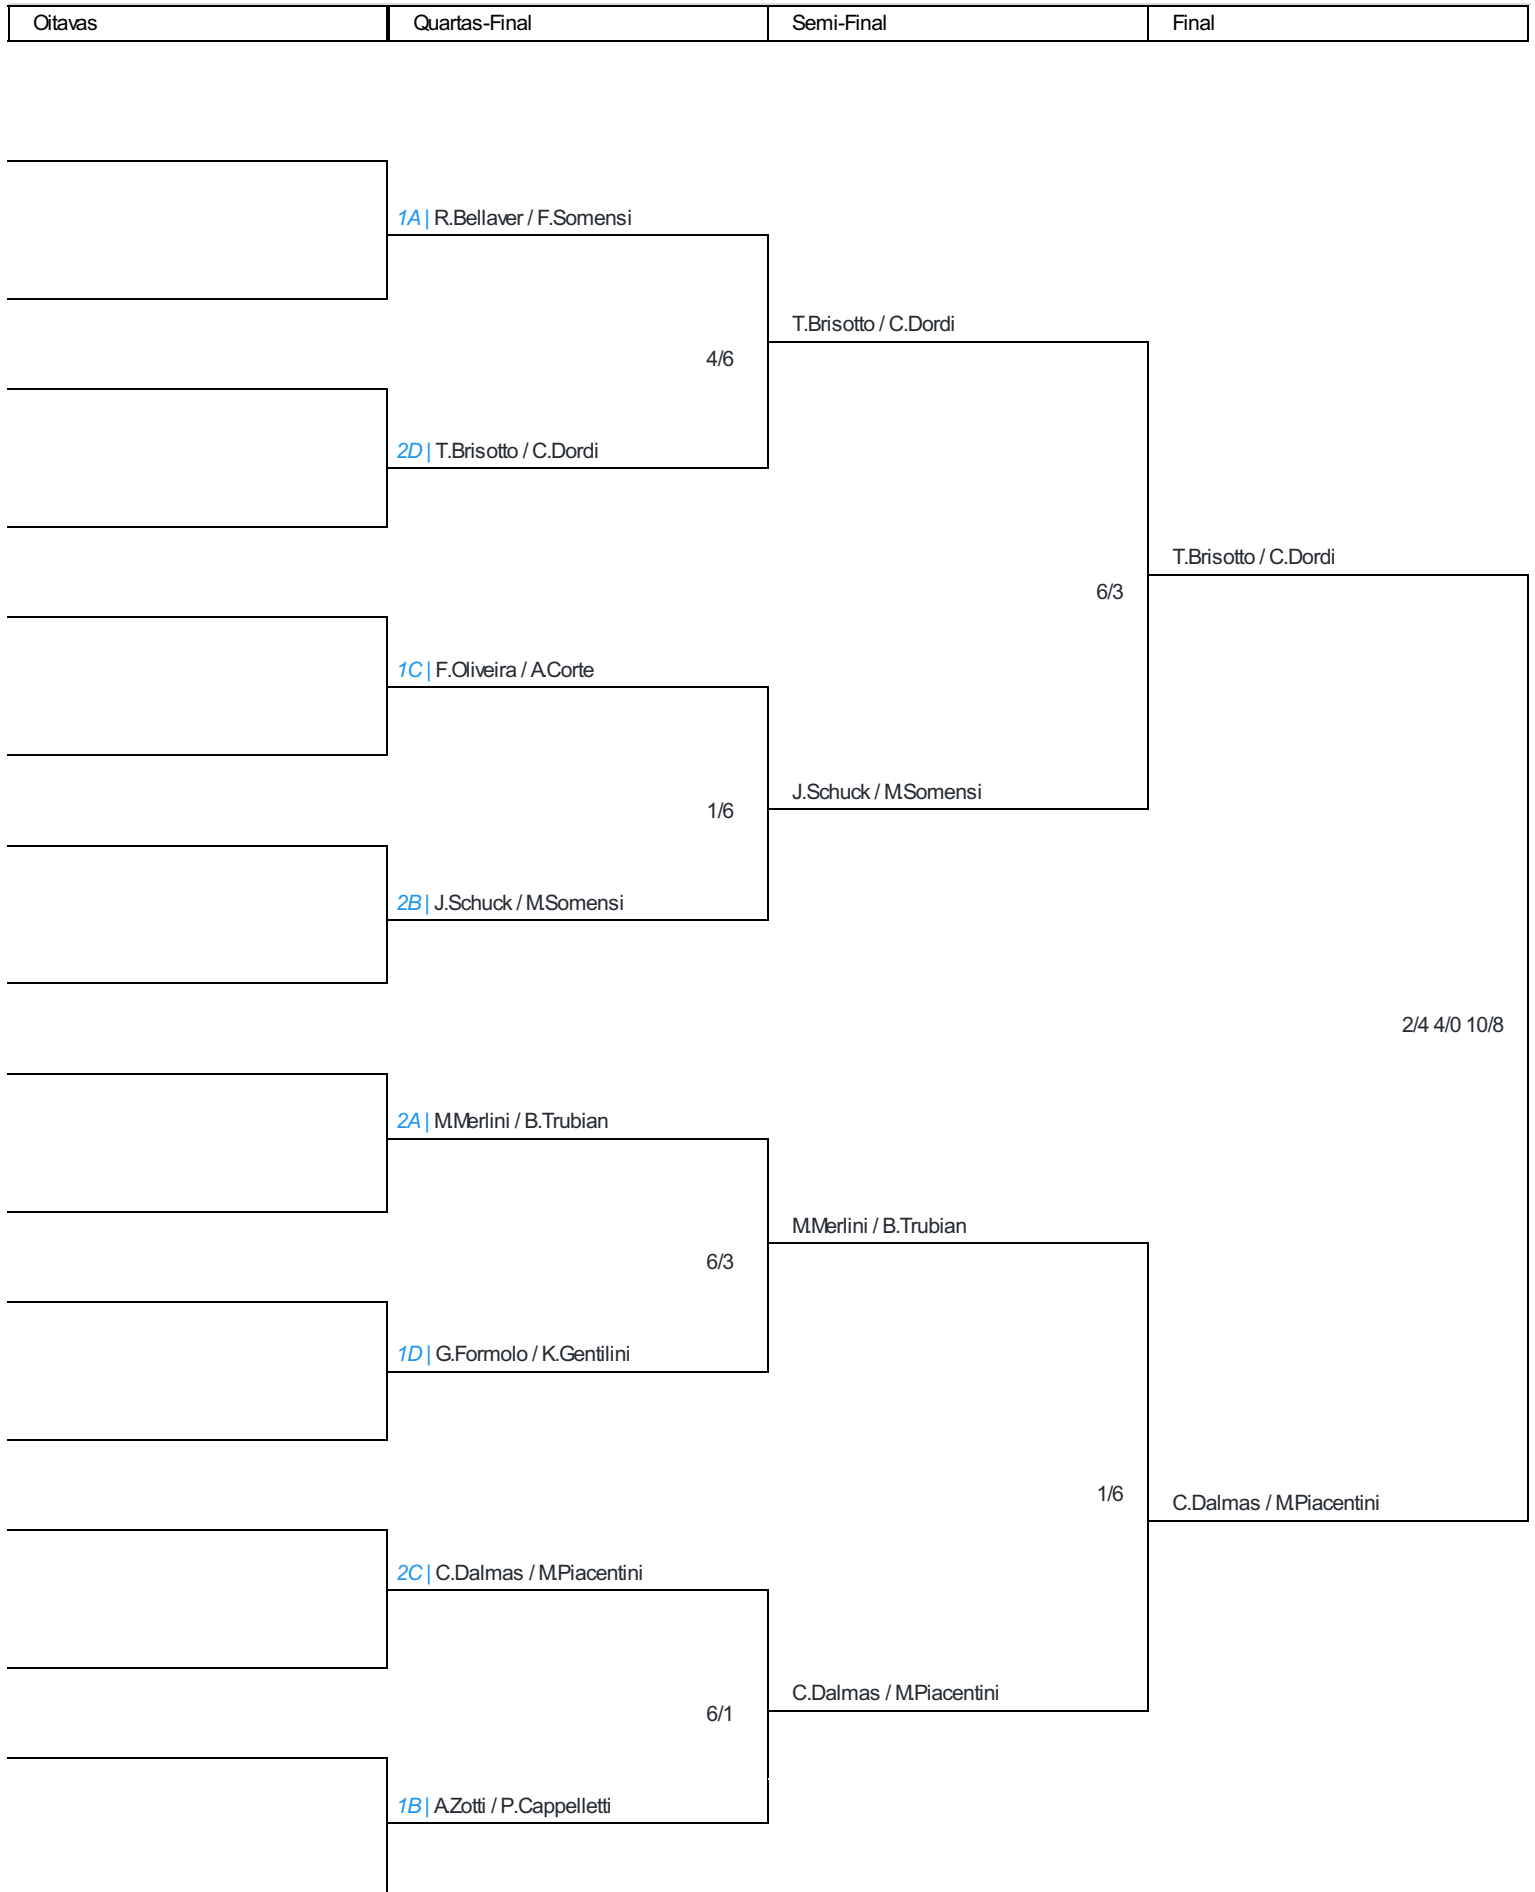 Oitavas Quartas-Final Semi-Final Final
1A | R.Bellaver / F.Somensi
T.Brisotto / C.Dordi
4/6
2D | T.Brisotto / C.Dordi
T.Brisotto / C.Dordi
6/3
1C | F.Oliveira / A.Corte
J.Schuck / M.Somensi
1/6
2B | J.Schuck / M.Somensi
2/4 4/0 10/8
2A | M.Merlini / B.Trubian
M.Merlini / B.Trubian
6/3
1D | G.Formolo / K.Gentilini
1/6
C.Dalmas / M.Piacentini
2C | C.Dalmas / M.Piacentini
C.Dalmas / M.Piacentini
6/1
1B | A.Zotti / P.Cappelletti